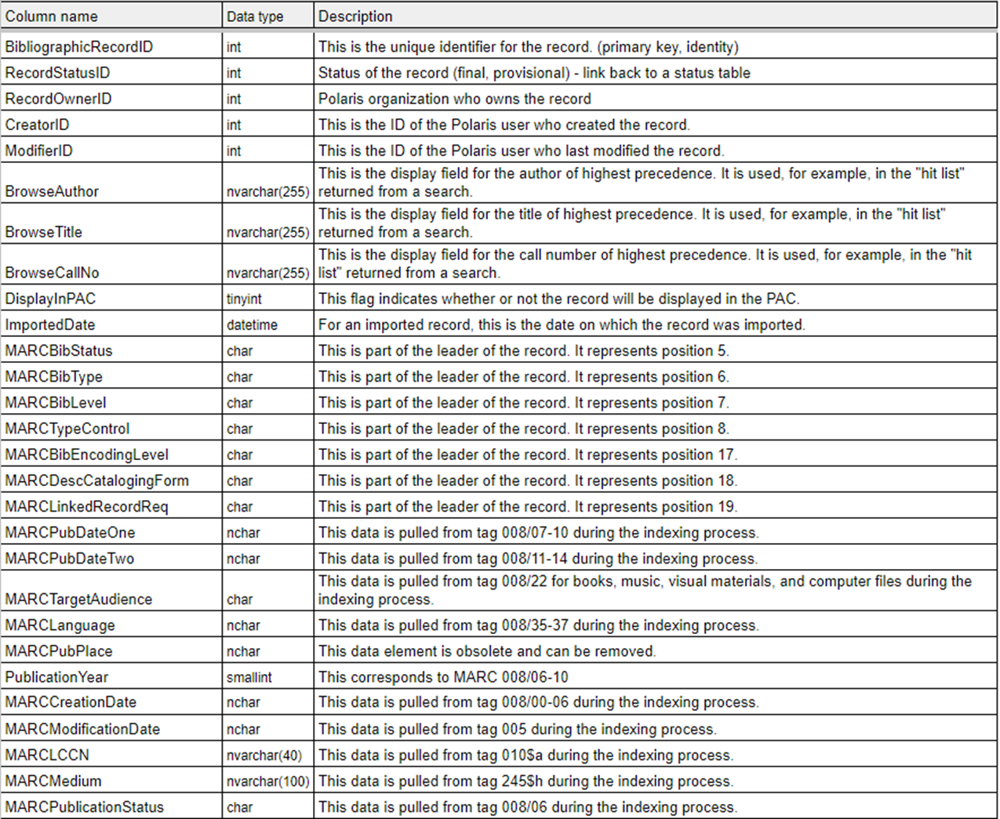 Column name Data type Description
BibliographicRecordID int This is the unique identifier for the record. (primary key, identity)
RecordStatusID int Status of the record (final, provisional) - link back to a status table
RecordOwnerID int Polaris organization who owns the record
CreatorID int This is the ID of the Polaris user who created the record.
ModifierID int This is the ID of the Polaris user who last modified the record.
This is the display field for the author of highest precedence. It is used, for example, in the "hit list"
BrowseAuthor nvarchar(255) returned from a search.
This is the display field for the title of highest precedence. It is used, for example, in the "hit list"
BrowseTitle nvarchar(255) returned from a search.
This is the display field for the call number of highest precedence. It is used, for example, in the "hit
BrowseCallNo nvarchar(255) list" returned from a search.
DisplayInPAC tinyint This flag indicates whether or not the record will be displayed in the PAC.
ImportedDate datetime For an imported record, this is the date on which the record was imported.
MARCBibStatus char This is part of the leader of the record. It represents position 5.
MARCBibType char This is part of the leader of the record. It represents position 6.
MARCBibLevel char This is part of the leader of the record. It represents position 7.
MARCTypeControl char This is part of the leader of the record. It represents position 8.
MARCBibEncodingLevel char This is part of the leader of the record. It represents position 17.
MARCDescCatalogingForm char This is part of the leader of the record. It represents position 18.
MARCLinkedRecordReq char This is part of the leader of the record. It represents position 19.
MARCPubDateOne nchar This data is pulled from tag 008/07-10 during the indexing process.
MARCPubDateTwo nchar This data is pulled from tag 008/11-14 during the indexing process.
This data is pulled from tag 008/22 for books, music, visual materials, and computer files during the
MARCTargetAudience char indexing process.
MARCLanguage nchar This data is pulled from tag 008/35-37 during the indexing process.
MARCPubPlace nchar This data element is obsolete and can be removed.
PublicationYear smallint This corresponds to MARC 008/06-10
MARCCreationDate nchar This data is pulled from tag 008/00-06 during the indexing process.
MARCModificationDate nchar This data is pulled from tag 005 during the indexing process.
MARCLCCN nvarchar(40) This data is pulled from tag 010$a during the indexing process.
MARCMedium nvarchar(100) This data is pulled from tag 245$h during the indexing process.
MARCPublicationStatus char This data is pulled from tag 008/06 during the indexing process.